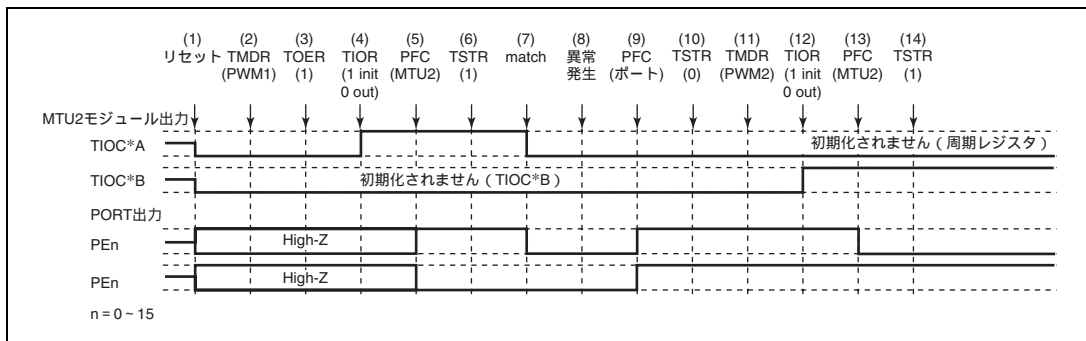 (1) (2) (3) (4) (5) (6) (7) (8) (9) (10) (11) (12) (13) (14)
リセット TMDR TOER TIOR PFC TSTR match 異常 PFC TSTR TMDR TIOR PFC TSTR
(PWM1) (1) (1 init (MTU2) (1) 発生 (ポート) (0) (PWM2) (1 init (MTU2) (1)
0 out) 0 out)
MTU2モジュール出力
TIOC*A 初期化されません(周期レジスタ)
TIOC*B 初期化されません(TIOC*B)
PORT出力
PEn High-Z
PEn High-Z
n = 0 ~ 15